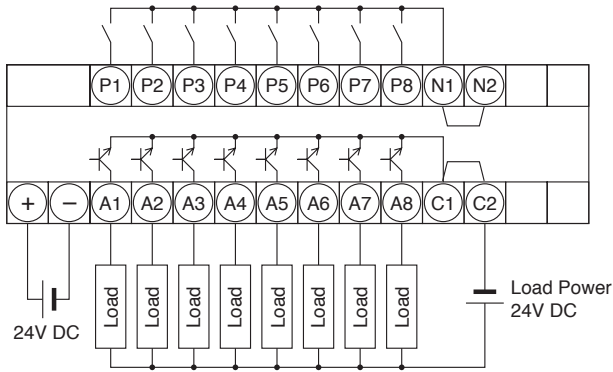 P1 P2 P3 P4 P5 P6 P7 P8 N1 N2
+ − A1 A2 A3 A4 A5 A6 A7 A8 C1 C2
Load Load Load Load Load Load Load Load
Load Power
24V DC
24V DC